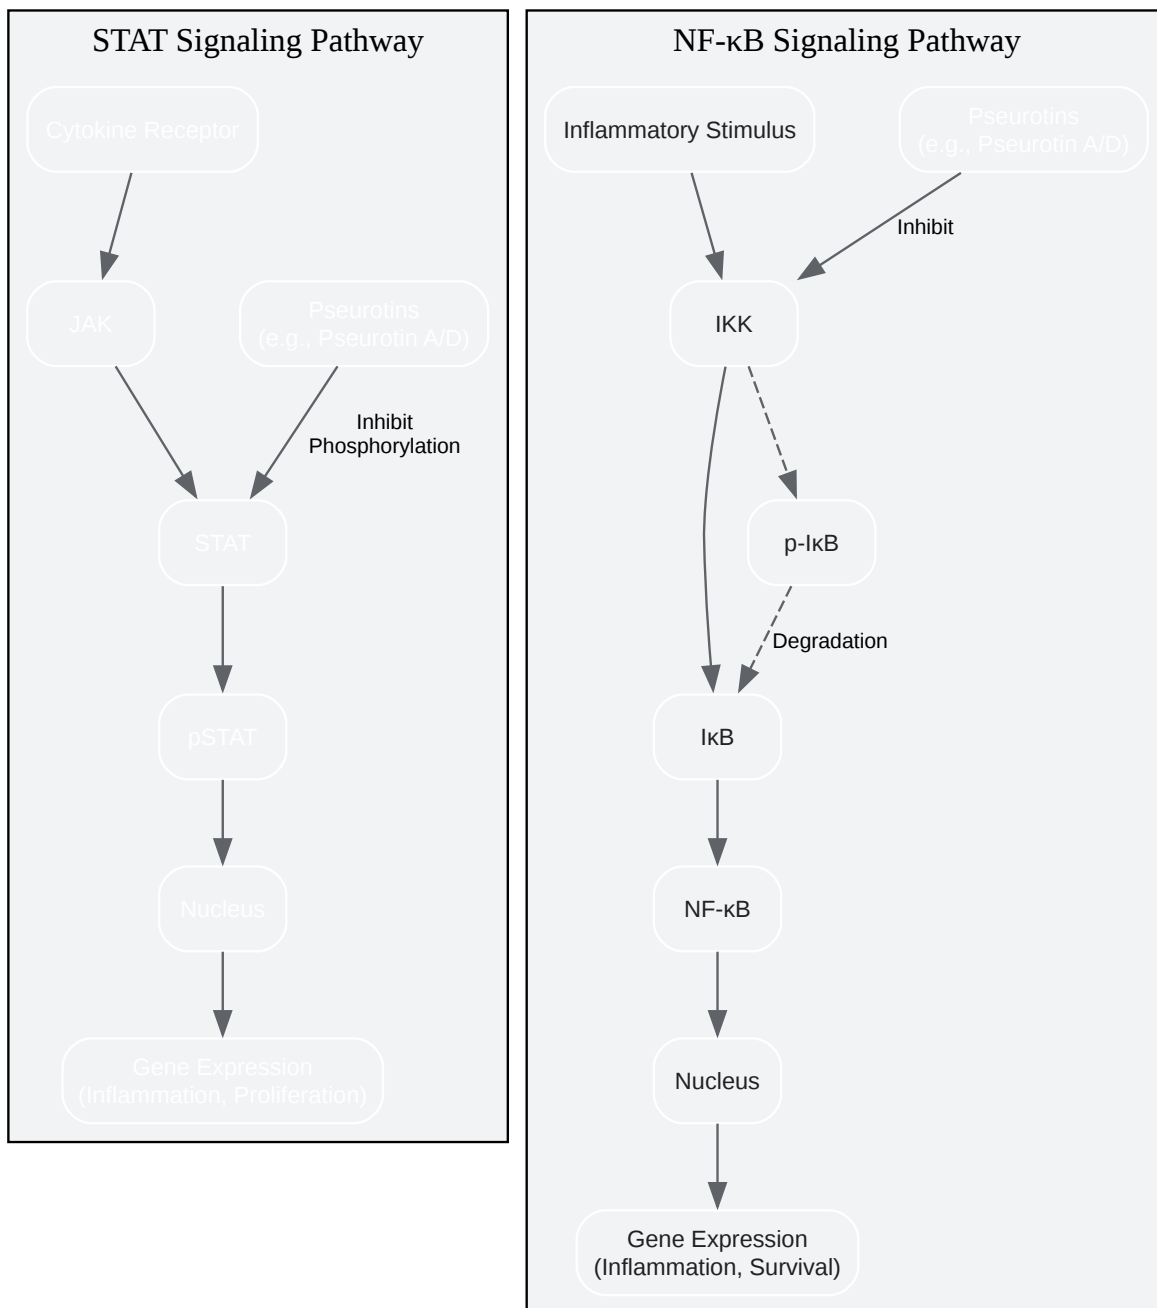 STAT Signaling Pathway
Cytokine Receptor
JAK
Pseurotins
(e.g., Pseurotin A/D)
Inhibit
Phosphorylation
STAT
pSTAT
Nucleus
Gene Expression
(Inflammation, Proliferation)
NF-κB Signaling Pathway
Inflammatory Stimulus
Pseurotins
(e.g., Pseurotin A/D)
Inhibit
IKK
p-IκB
Degradation
IκB
NF-κB
Nucleus
Gene Expression
(Inflammation, Survival)